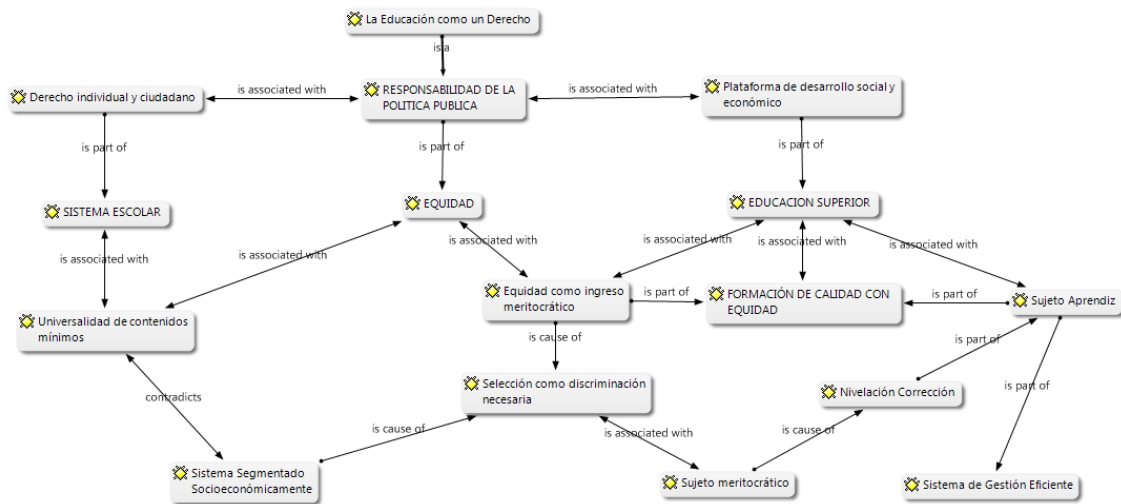 La Educación como un Derecho
is a
Derecho individual y ciudadano
is associated with
RESPONSABILIDAD DE LA
POLITICA PUBLICA
is associated with
Plataforma de desarrollo social y
económico
is part of
is part of
is part of
SISTEMA ESCOLAR
EQUIDAD
EDUCACION SUPERIOR
is associated with
is associated with
is associated with
is associated with
is associated with
is associated with
Universalidad de contenidos
mínimos
Equidad como ingreso
meritocrático
is part of
FORMACIÓN DE CALIDAD CON
EQUIDAD
is part of
Sujeto Aprendiz
is cause of
is part of
contradicts
Selección como discriminación
necesaria
Nivelación Corrección
is part of
is cause of
is associated with
is cause of
Sistema Segmentado
Socioeconómicamente
Sujeto meritocrático
Sistema de Gestión Eficiente